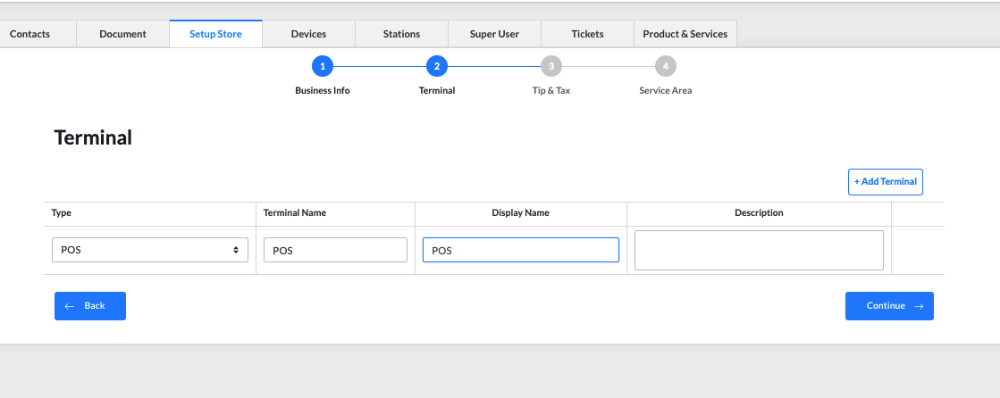 Contacts Document Setup Store Devices Stations Super User Tickets Product & Services
1 2 3 4
Business Info Terminal Tip & Tax Service Area
Terminal
+ Add Terminal
Type Terminal Name Display Name Description
POS POS POS
← Back Continue →